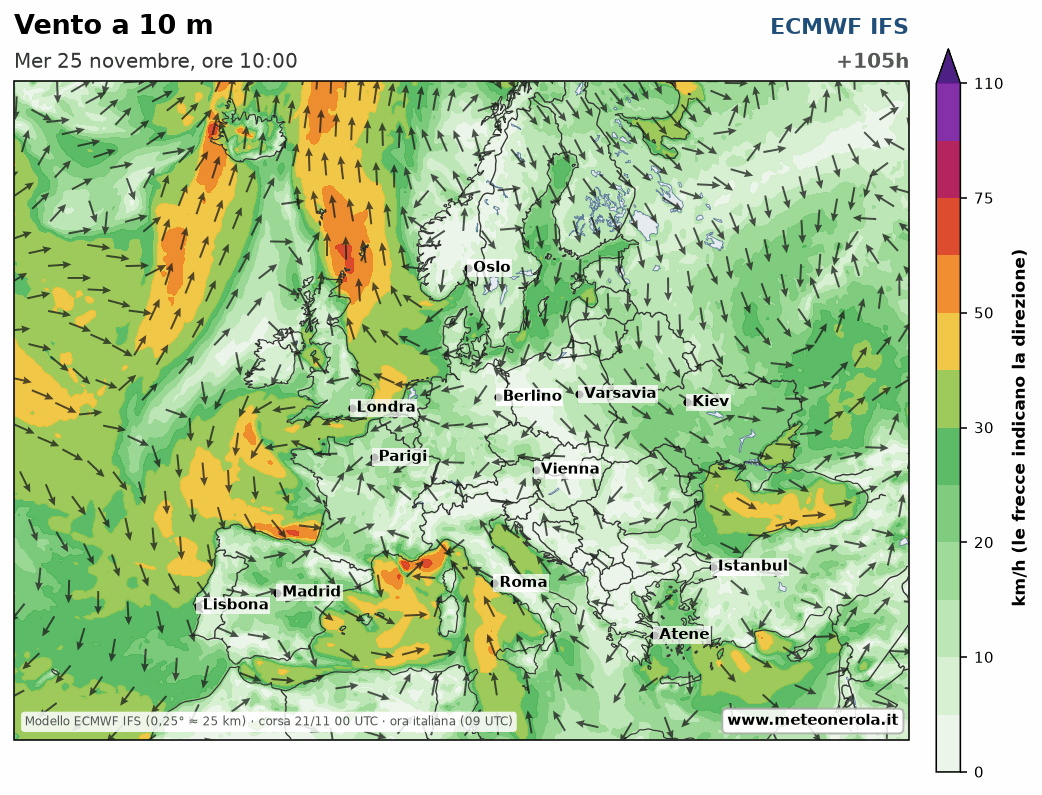 Vento a 10 m
ECMWF IFS
Mer 25 novembre, ore 10:00
+105h
Oslo
Londra
Berlino
Varsavia
Kiev
Parigi
Vienna
Lisbona
Madrid
Roma
Istanbul
Atene
Modello ECMWF IFS (0,25° ≈ 25 km) · corsa 21/11 00 UTC · ora italiana (09 UTC)
www.meteonerola.it
110
75
50
30
20
10
0
km/h (le frecce indicano la direzione)